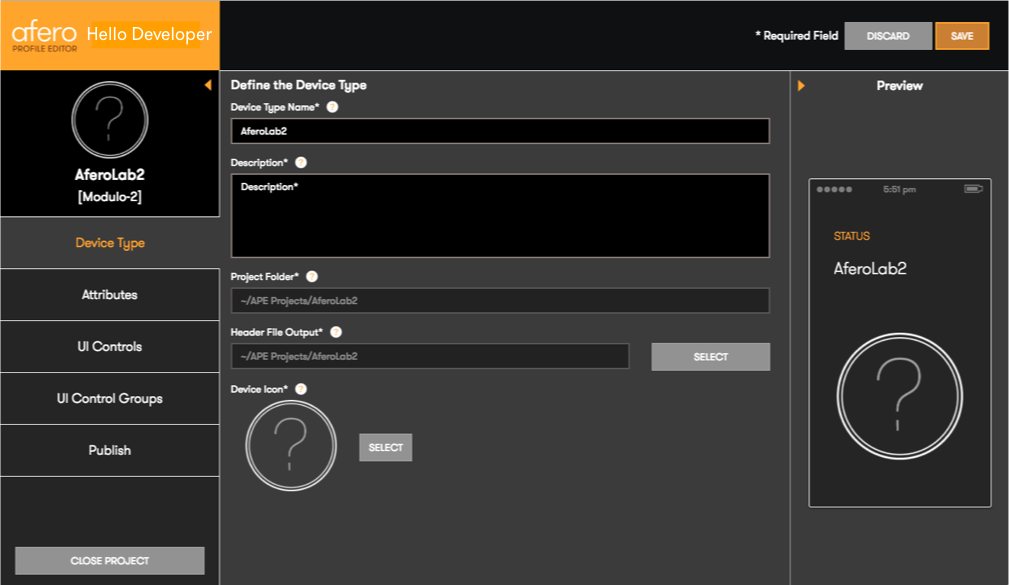 afero Hello Developer
PROFILE EDITOR
* Required Field
DISCARD
SAVE
?
AferoLab2
[Modulo-2]
Device Type
Attributes
UI Controls
UI Control Groups
Publish
CLOSE PROJECT
Define the Device Type
Device Type Name* ?
AferoLab2
Description* ?
Description*
Project Folder* ?
~/APE Projects/AferoLab2
Header File Output* ?
~/APE Projects/AferoLab2
SELECT
Device Icon* ?
?
SELECT
Preview
5:51 pm
STATUS
AferoLab2
?